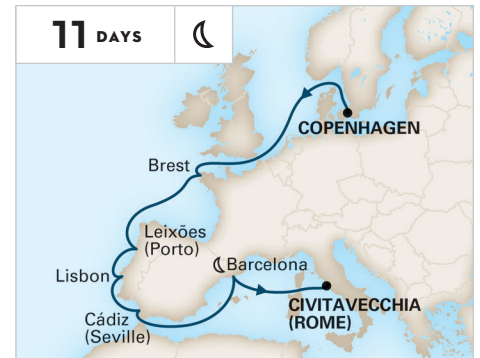 11 DAYS
COPENHAGEN
Brest
Leixões
(Porto)
Barcelona
Lisbon
CIVITAVECCHIA
(ROME)
Cádiz
(Seville)